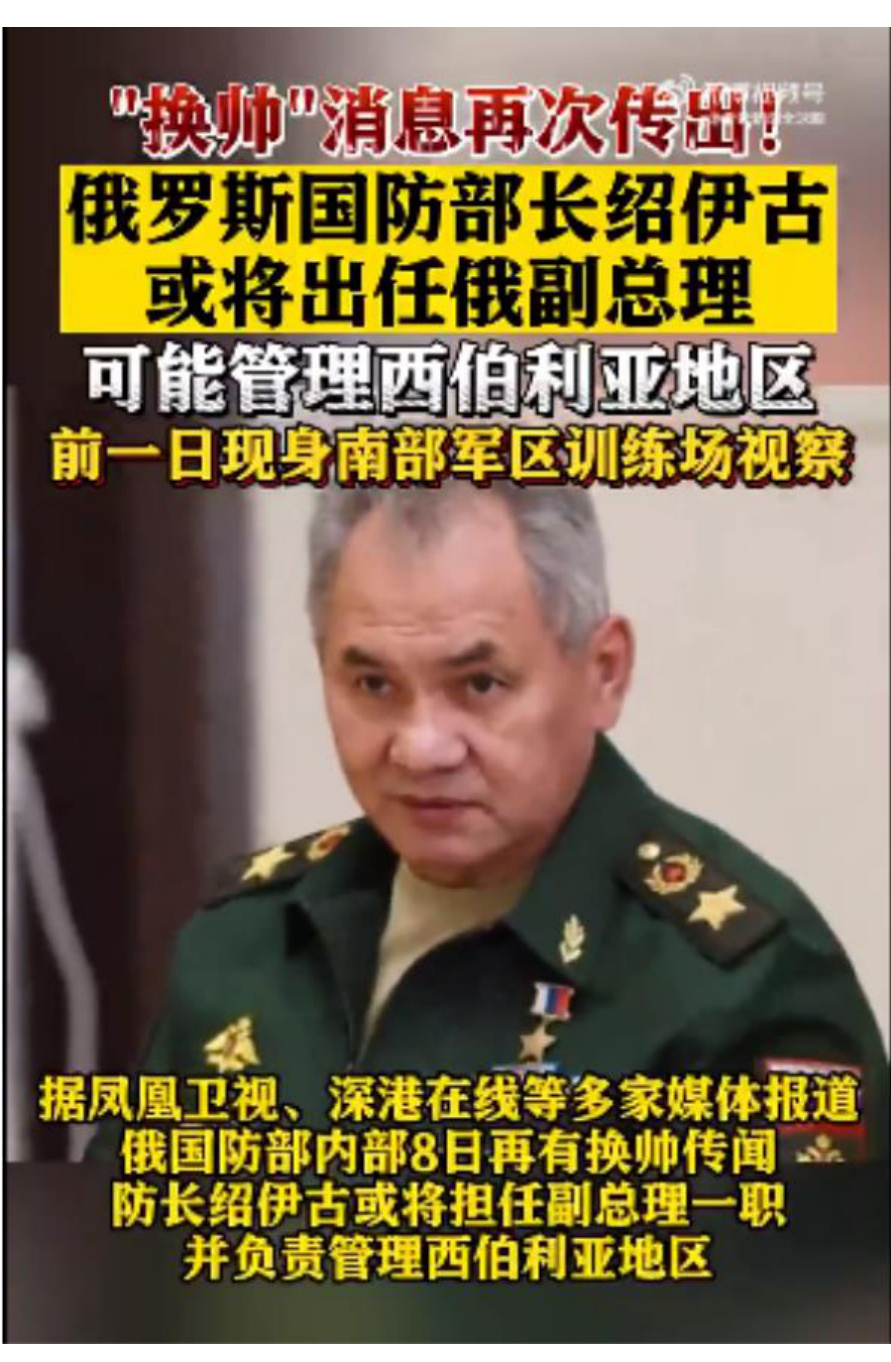 "换帅"消息再次传出!
俄罗斯国防部长绍伊古
或将出任俄副总理
可能管理西伯利亚地区
前一日现身南部军区训练场视察
据凤凰卫视、深港在线等多家媒体报道
俄国防部内部8日再有换帅传闻
防长绍伊古或将担任副总理一职
并负责管理西伯利亚地区